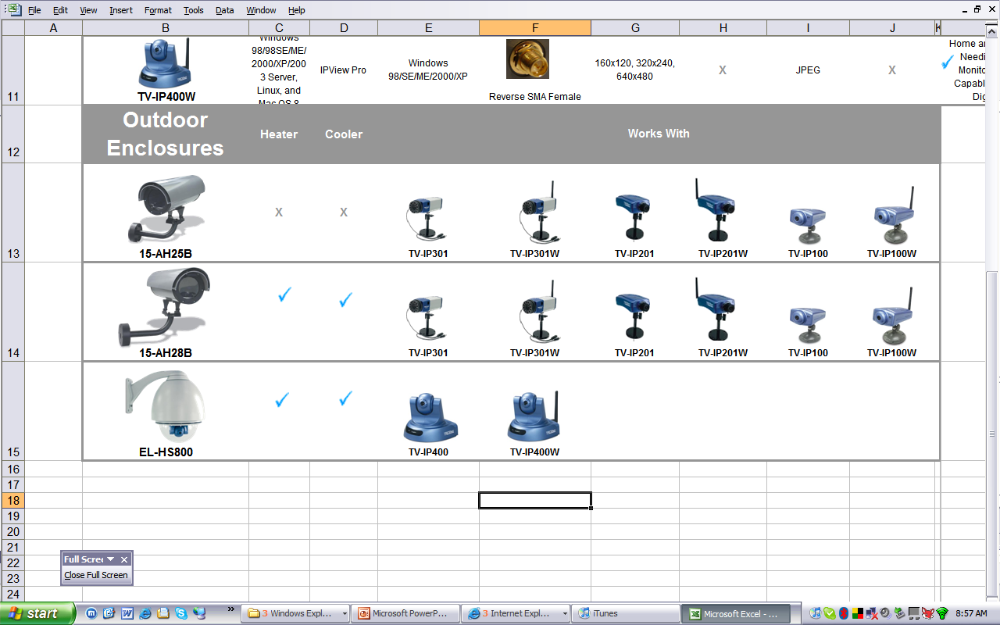 File Edit View Insert Format Tools Data Window Help
A B C D E F G H I J K
Windows
98/98SE/ME/
2000/XP/200
3 Server,
Linux, and
Mac OS 8
IPView Pro
Windows
98/SE/ME/2000/XP
Reverse SMA Female
160x120, 320x240,
640x480
X
JPEG
X
Home
Needi
Monito
Capabl
Dig
11
TV-IP400W
12
Outdoor
Enclosures
Heater
Cooler
Works With
X X
13
15-AH25B
TV-IP301 TV-IP301W TV-IP201 TV-IP201W TV-IP100 TV-IP100W
14
15-AH28B
TV-IP301 TV-IP301W TV-IP201 TV-IP201W TV-IP100 TV-IP100W
15
EL-HS800
TV-IP400 TV-IP400W
16
17
18
19
20
21
22
23
24
Full Scree
Close Full Screen
start
3 Windows Expl...
Microsoft PowerP...
3 Internet Expl...
iTunes
Microsoft Excel - ...
8:57 AM